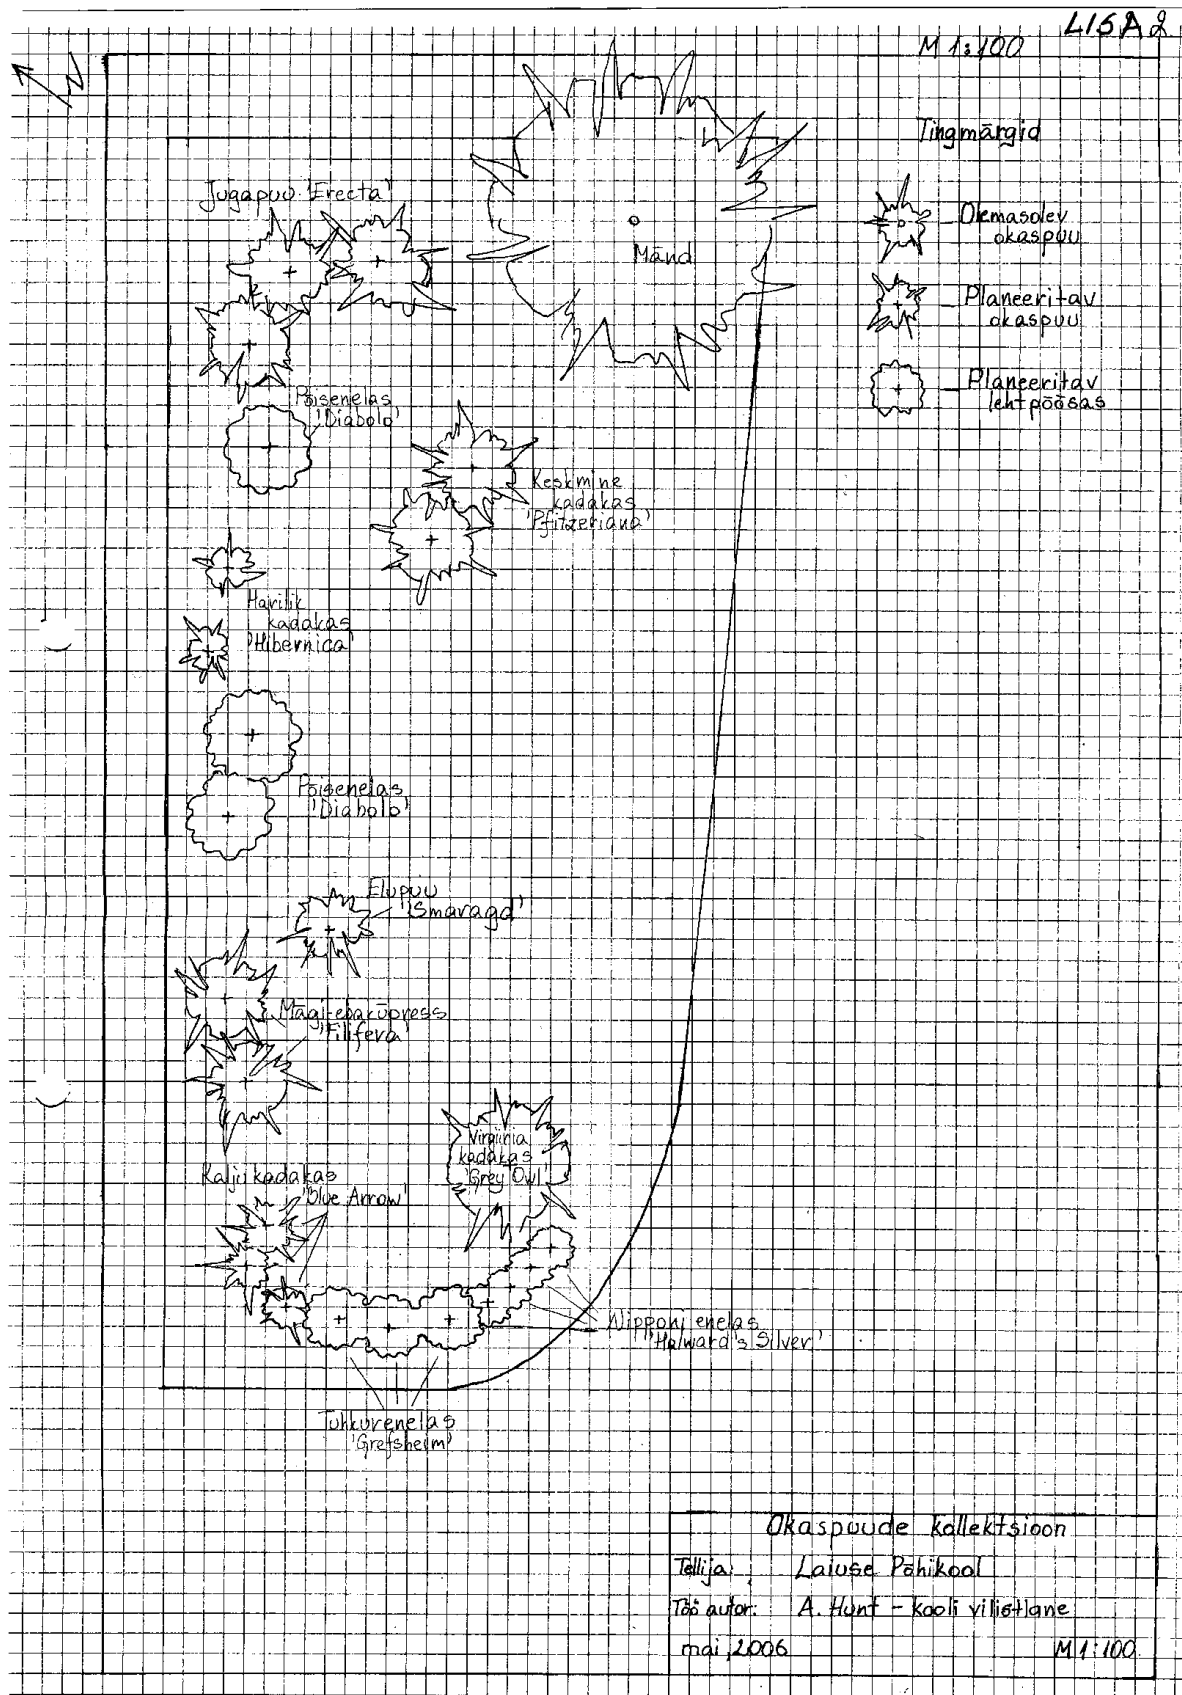 LISA 2
M 1:100
N
Tingmärgid
Olemasolev
okaspuu
Planeeritav
okaspuu
Planeeritav
lehtpõõsas
Jugapuu 'Erecta'
Mänd
Põisenelas
'Diabolo'
Keskmine
kadakas
'Pfitzeriana'
Harilik
kadakas
'Hibernica'
Põisenelas
'Diabolo'
Elupuu
'Smaragd'
Mägi-ebaküpress
'Filifera'
Virgiinia
kadakas
'Grey Owl'
Kalju kadakas
'Blue Arrow'
Nipponi enelas
'Halward's Silver'
Tuhkurenelas
'Grefsheim'
Okaspuude kollektsioon
Tellija: Laiuse Põhikool
Töö autor: A. Hunt - kooli vilistlane
mai, 2006 M 1:100